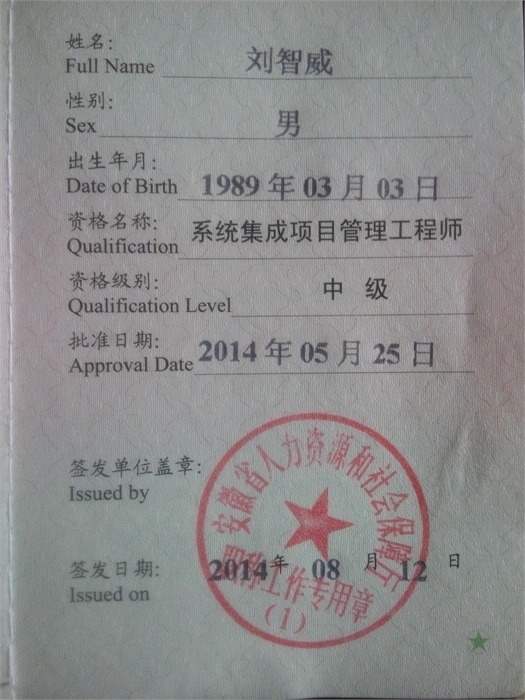 姓名:
刘智威
Full Name
性别:
男
Sex
出生年月:
1989 年 03 月 03 日
Date of Birth
资格名称:
系统集成项目管理工程师
Qualification
资格级别:
中 级
Qualification Level
批准日期:
2014 年 05 月 25 日
Approval Date
安徽省人力资源和社会保障厅
签发单位盖章:
Issued by
签发日期:
2014 年 08 月 12 日
Issued on
工作专用章
(1)